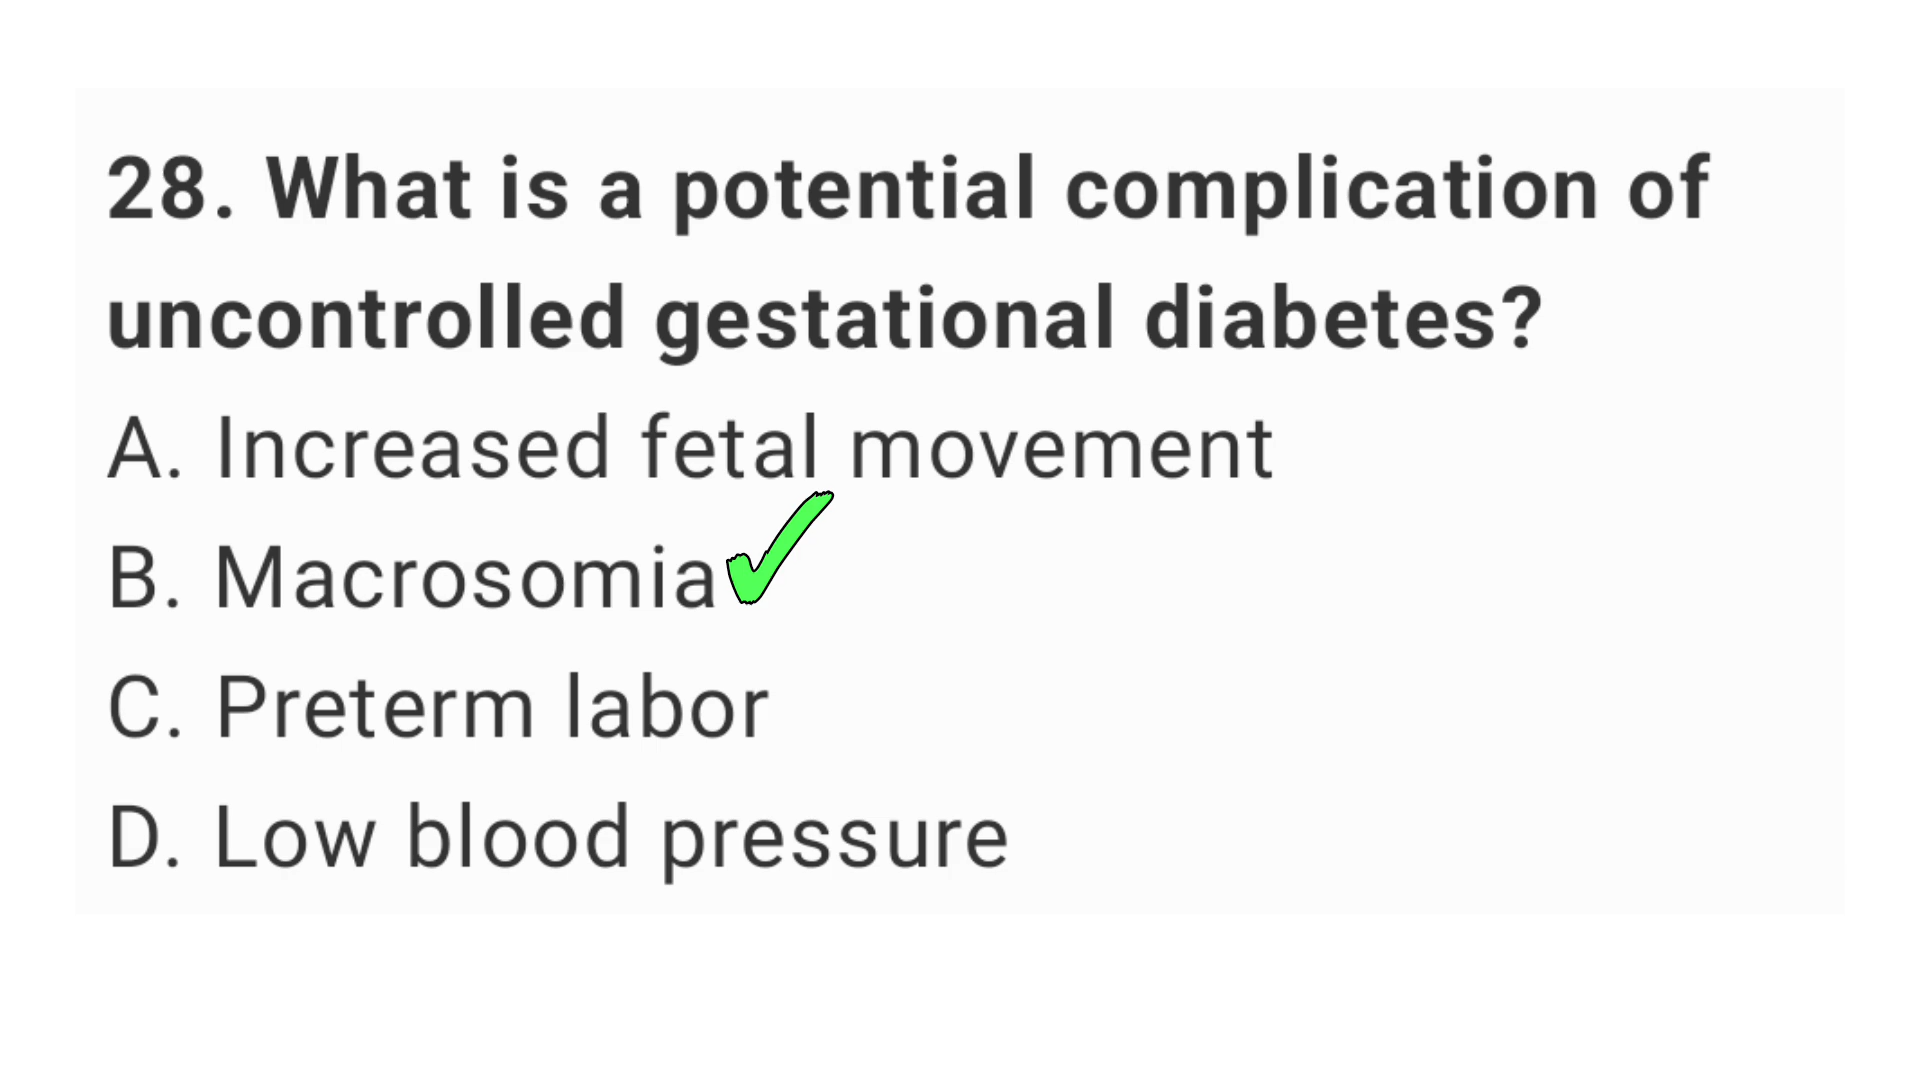 28. What is a potential complication of
uncontrolled gestational diabetes?
A. Increased fetal movement
B. Macrosomia
C. Preterm labor
D. Low blood pressure